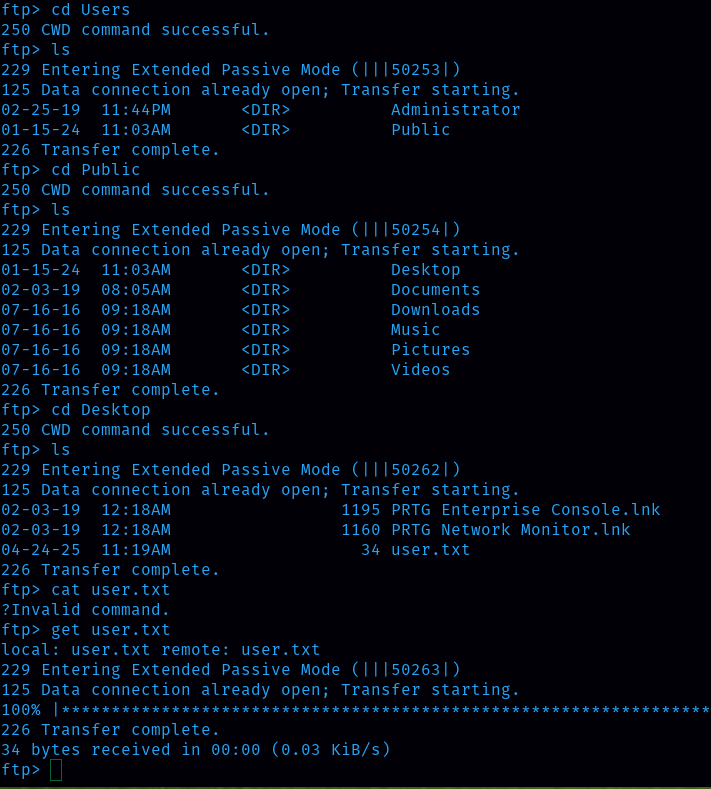 ftp> cd Users
250 CWD command successful.
ftp> ls
229 Entering Extended Passive Mode (|||50253|)
125 Data connection already open; Transfer starting.
02-25-19  11:44PM       <DIR>          Administrator
01-15-24  11:03AM       <DIR>          Public
226 Transfer complete.
ftp> cd Public
250 CWD command successful.
ftp> ls
229 Entering Extended Passive Mode (|||50254|)
125 Data connection already open; Transfer starting.
01-15-24  11:03AM       <DIR>          Desktop
02-03-19  08:05AM       <DIR>          Documents
07-16-16  09:18AM       <DIR>          Downloads
07-16-16  09:18AM       <DIR>          Music
07-16-16  09:18AM       <DIR>          Pictures
07-16-16  09:18AM       <DIR>          Videos
226 Transfer complete.
ftp> cd Desktop
250 CWD command successful.
ftp> ls
229 Entering Extended Passive Mode (|||50262|)
125 Data connection already open; Transfer starting.
02-03-19  12:18AM                 1195 PRTG Enterprise Console.lnk
02-03-19  12:18AM                 1160 PRTG Network Monitor.lnk
04-24-25  11:19AM                   34 user.txt
226 Transfer complete.
ftp> cat user.txt
?Invalid command.
ftp> get user.txt
local: user.txt remote: user.txt
229 Entering Extended Passive Mode (|||50263|)
125 Data connection already open; Transfer starting.
100% |*****************************************************************
226 Transfer complete.
34 bytes received in 00:00 (0.03 KiB/s)
ftp>